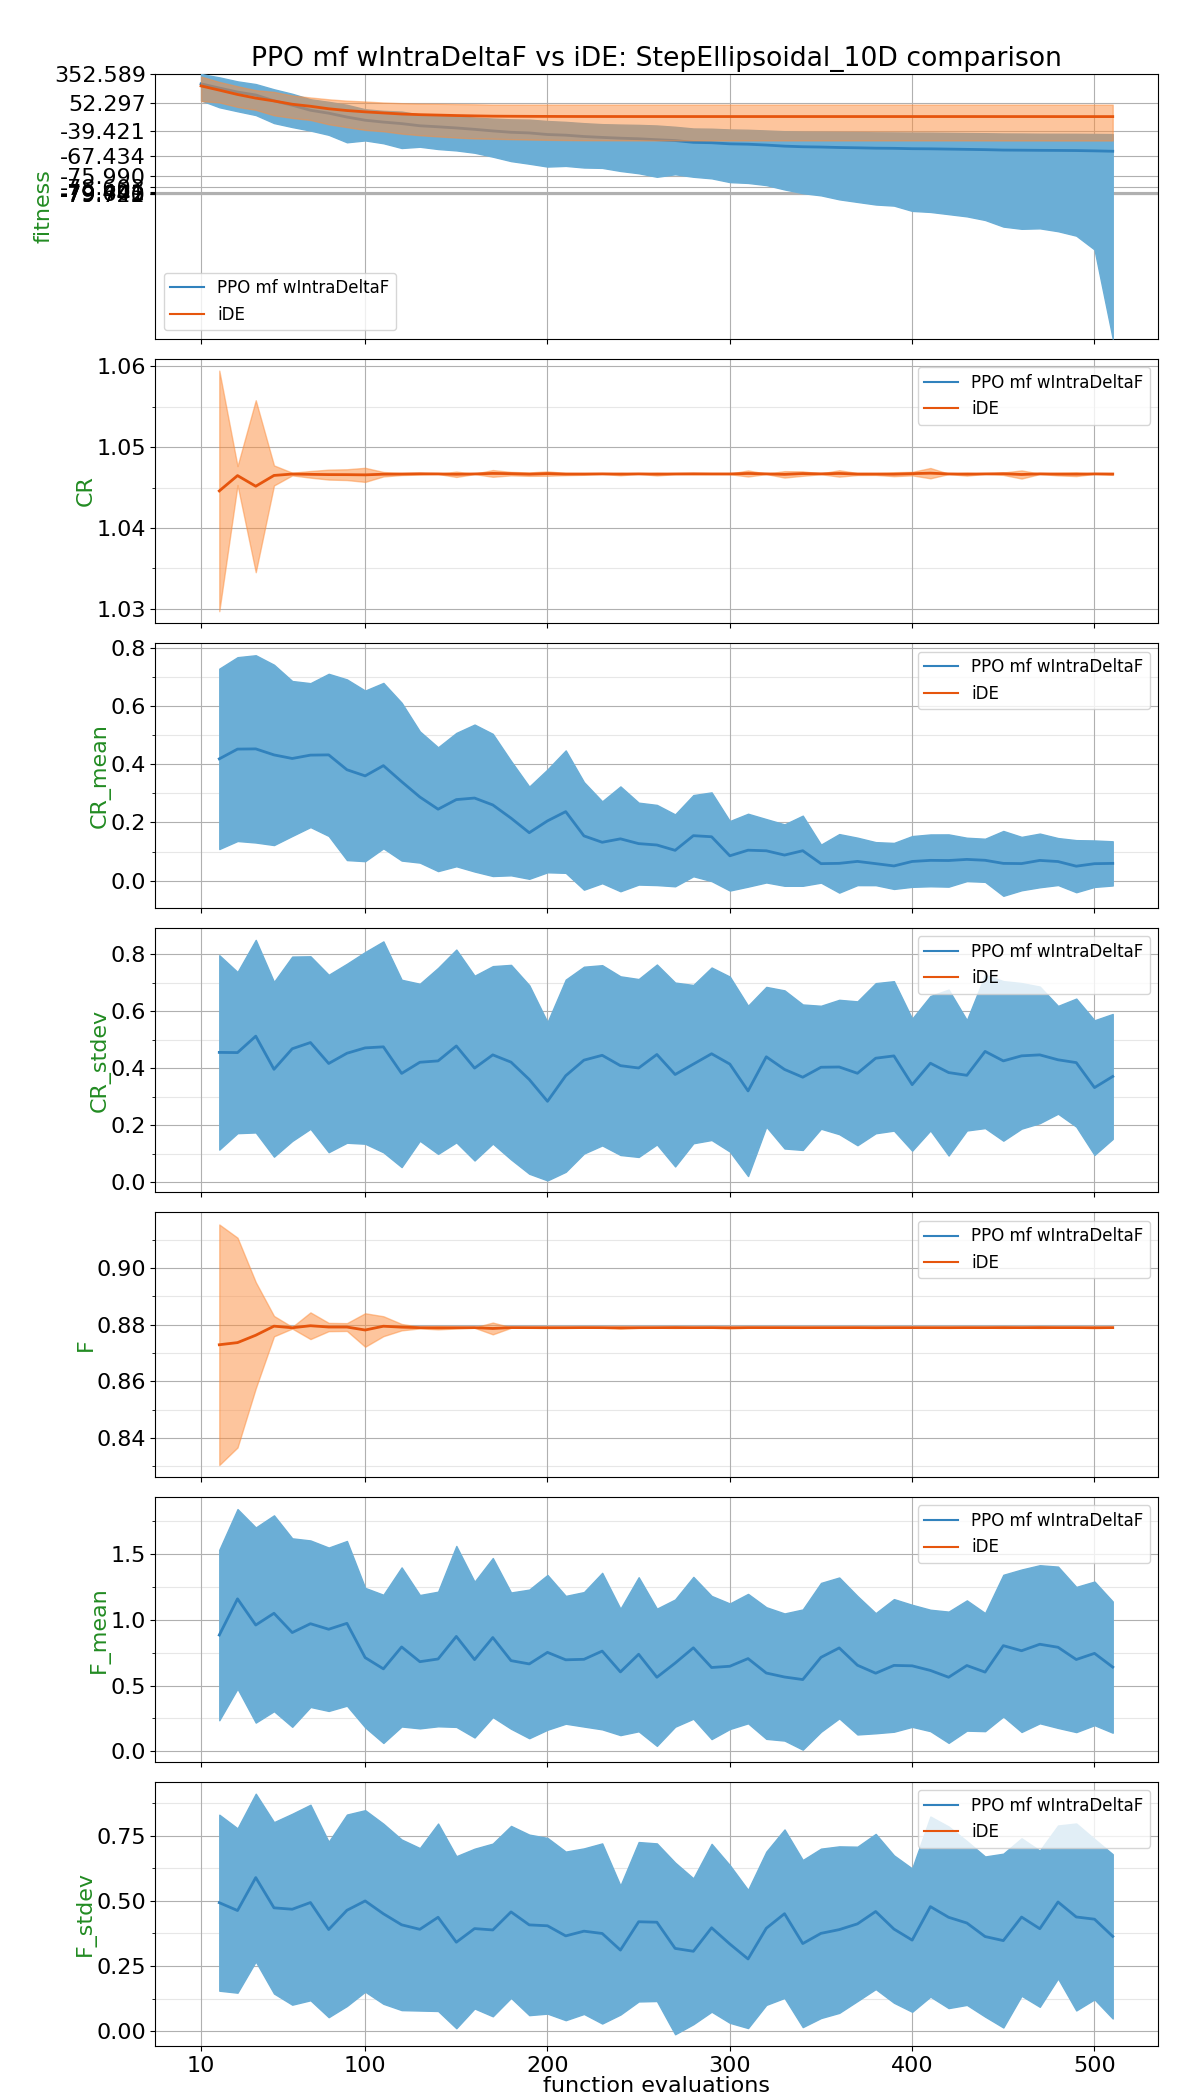 PPO mf wIntraDeltaF vs iDE: StepEllipsoidal_10D comparison
352.589
52.297
-39.421
-67.434
-75.990
fitness
PPO mf wIntraDeltaF
iDE
1.06
1.05
1.04
1.03
CR
PPO mf wIntraDeltaF
iDE
0.8
0.6
0.4
0.2
0.0
CR_mean
PPO mf wIntraDeltaF
iDE
0.8
0.6
0.4
0.2
0.0
CR_stdev
PPO mf wIntraDeltaF
iDE
0.90
0.88
0.86
0.84
F
PPO mf wIntraDeltaF
iDE
1.5
1.0
0.5
0.0
F_mean
PPO mf wIntraDeltaF
iDE
0.75
0.50
0.25
0.00
F_stdev
PPO mf wIntraDeltaF
iDE
10 100 200 300 400 500
function evaluations